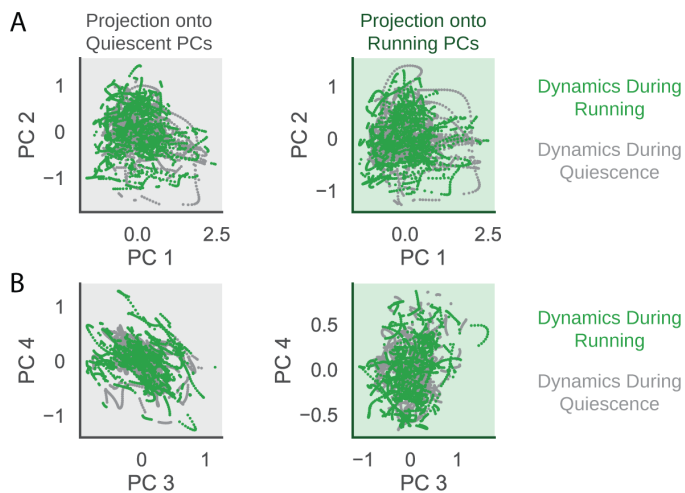 A
Projection onto
Quiescent PCs
Projection onto
Running PCs
PC 2
1
0
−1
0.0
2.5
PC 1
PC 2
1
0
−1
0.0
2.5
PC 1
Dynamics During
Running
Dynamics During
Quiescence
B
PC 4
1
0
−1
0
1
PC 3
PC 4
0.5
0.0
−0.5
−1
0
1
PC 3
Dynamics During
Running
Dynamics During
Quiescence